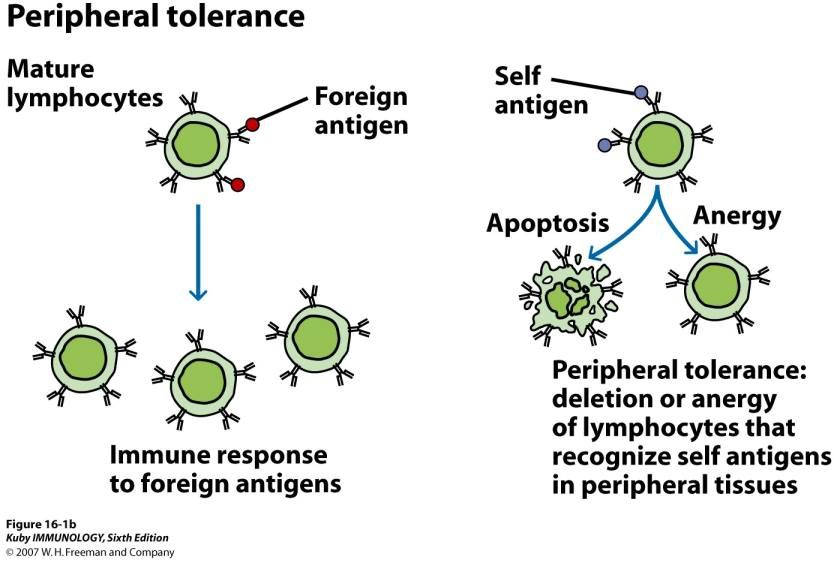 Peripheral tolerance
Mature
lymphocytes
Foreign
antigen
Immune response
to foreign antigens
Self
antigen
Apoptosis
Anergy
Peripheral tolerance:
deletion or anergy
of lymphocytes that
recognize self antigens
in peripheral tissues
Figure 16-1b
Kuby IMMUNOLOGY, Sixth Edition
© 2007 W. H. Freeman and Company